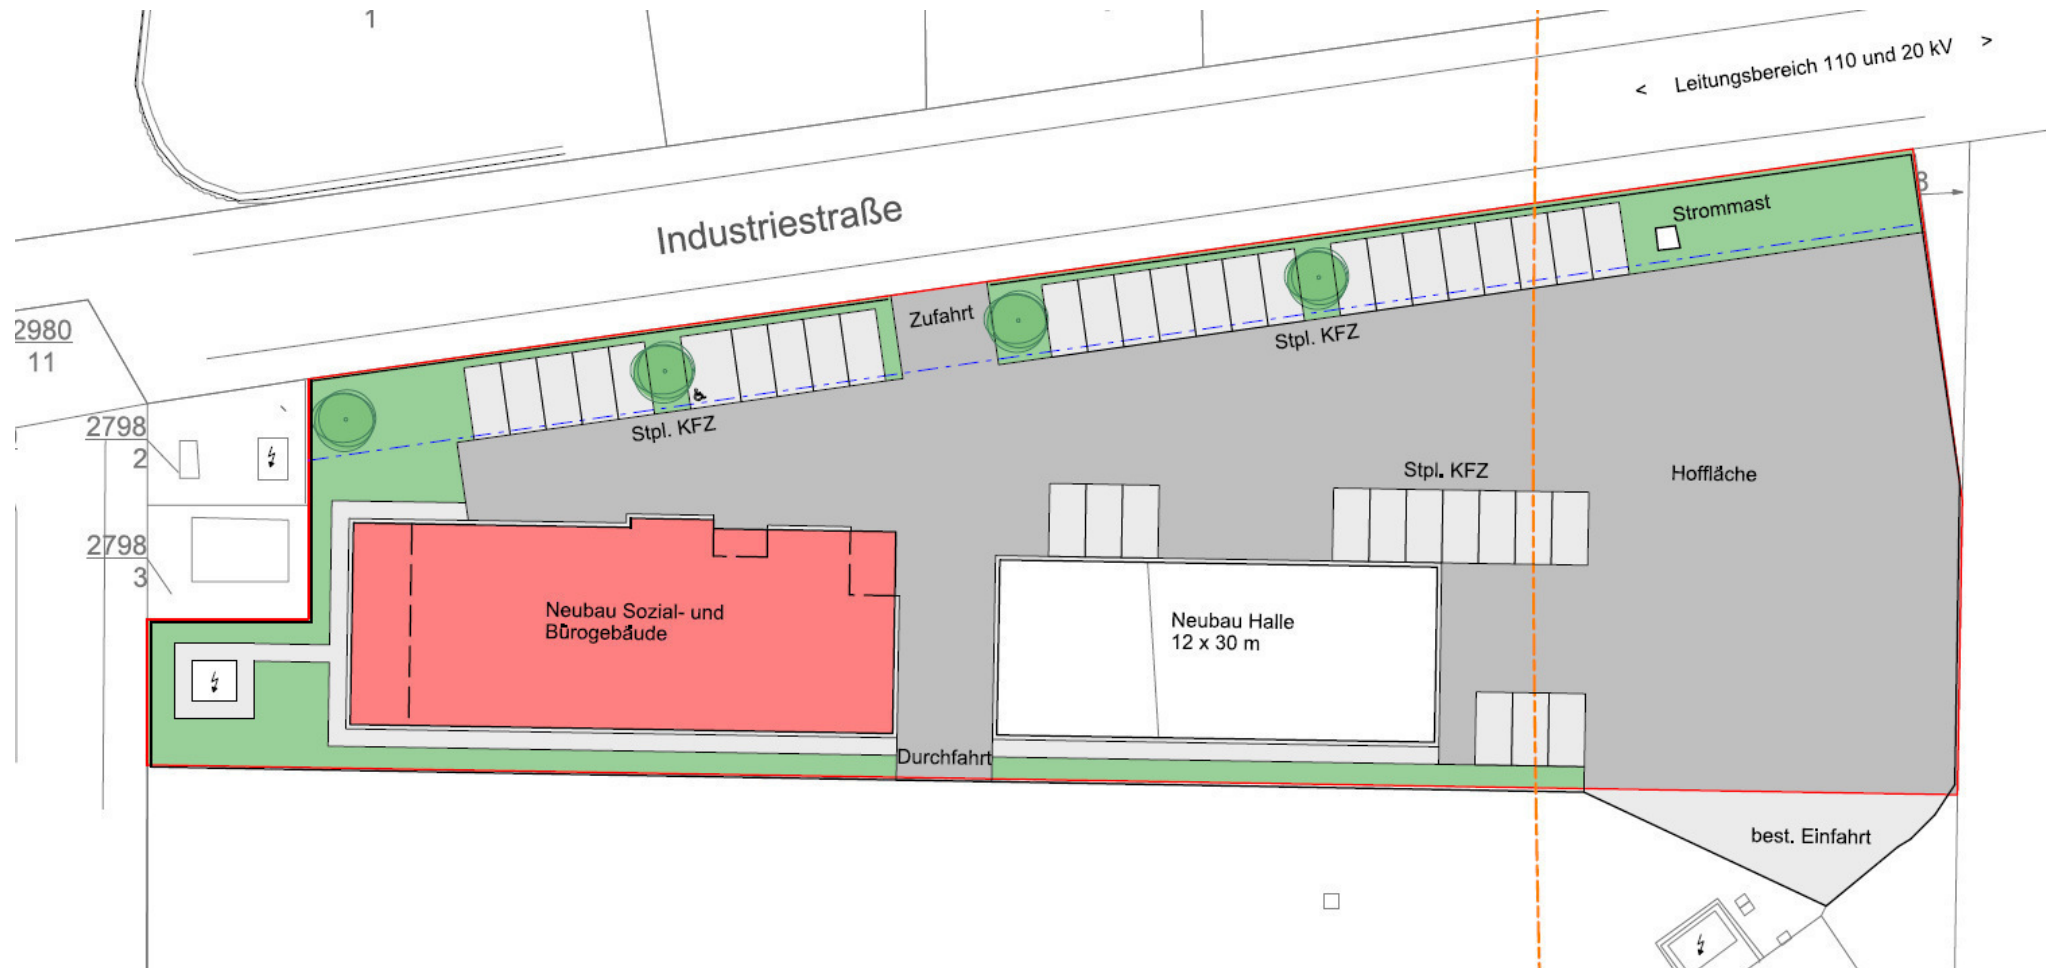 1
< Leitungsbereich 110 und 20 kV >
Industriestraße
Strommast
Zufahrt
2980
11
Stpl. KFZ
Stpl. KFZ
2798
2
Stpl. KFZ
Hoffläche
2798
3
Neubau Sozial- und
Bürogebäude
Neubau Halle
12 x 30 m
Durchfahrt
best. Einfahrt